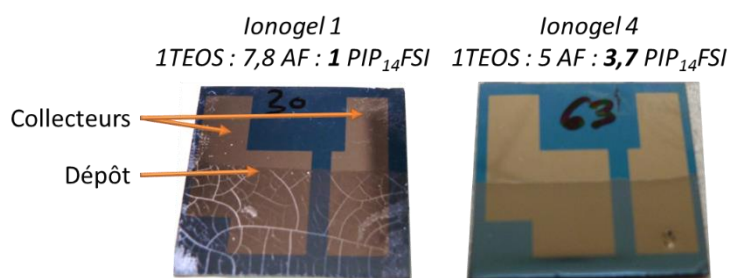 Ionogel 1
1TEOS : 7,8 AF : 1 PIP₁₄FSI
Ionogel 4
1TEOS : 5 AF : 3,7 PIP₁₄FSI
Collecteurs
Dépôt
30
63